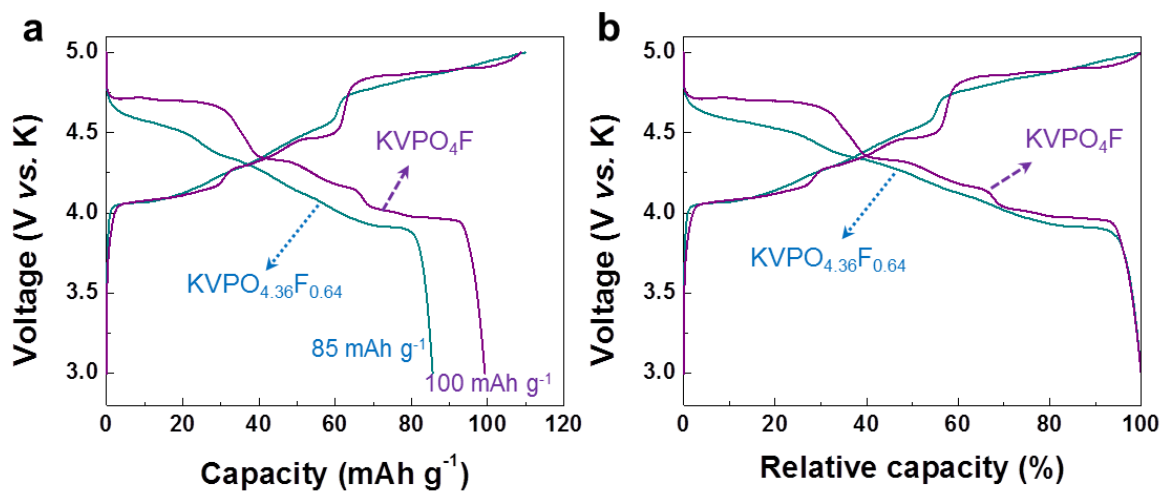 a
Voltage (V vs. K)
5.0
4.5
4.0
3.5
3.0
KVPO₄F
KVPO₄.₃₆F₀.₆₄
85 mAh g⁻¹
100 mAh g⁻¹
0 20 40 60 80 100 120
Capacity (mAh g⁻¹)
b
Voltage (V vs. K)
5.0
4.5
4.0
3.5
3.0
KVPO₄F
KVPO₄.₃₆F₀.₆₄
0 20 40 60 80 100
Relative capacity (%)